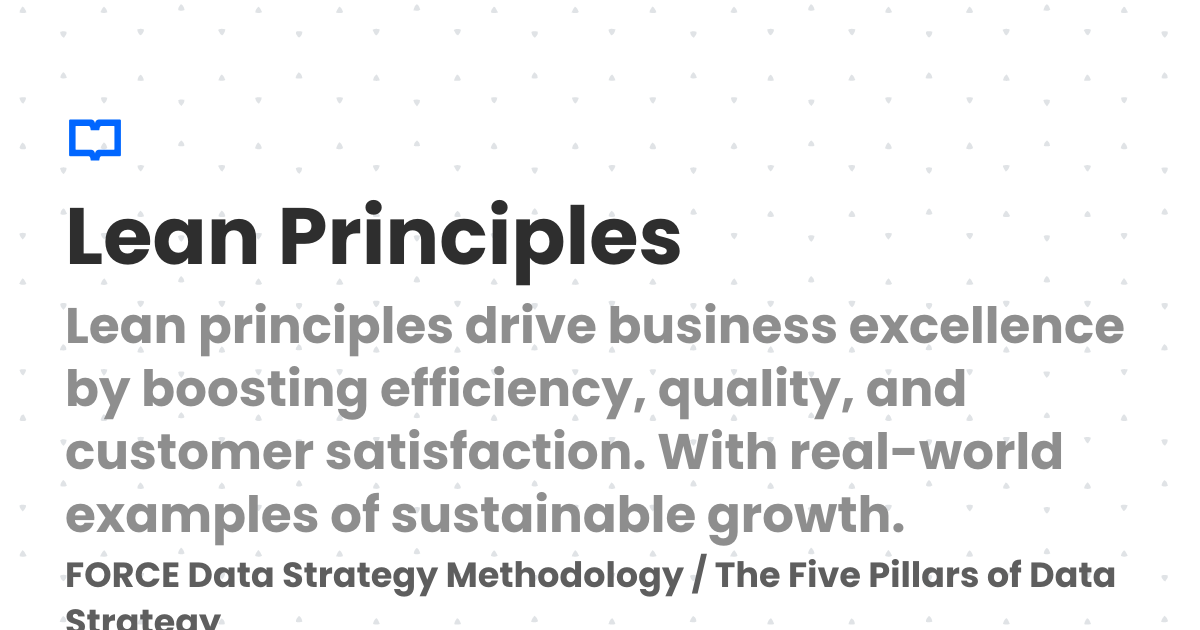 Lean Principles
Lean principles drive business excellence
by boosting efficiency, quality, and
customer satisfaction. With real-world
examples of sustainable growth.
FORCE Data Strategy Methodology / The Five Pillars of Data
Strategy